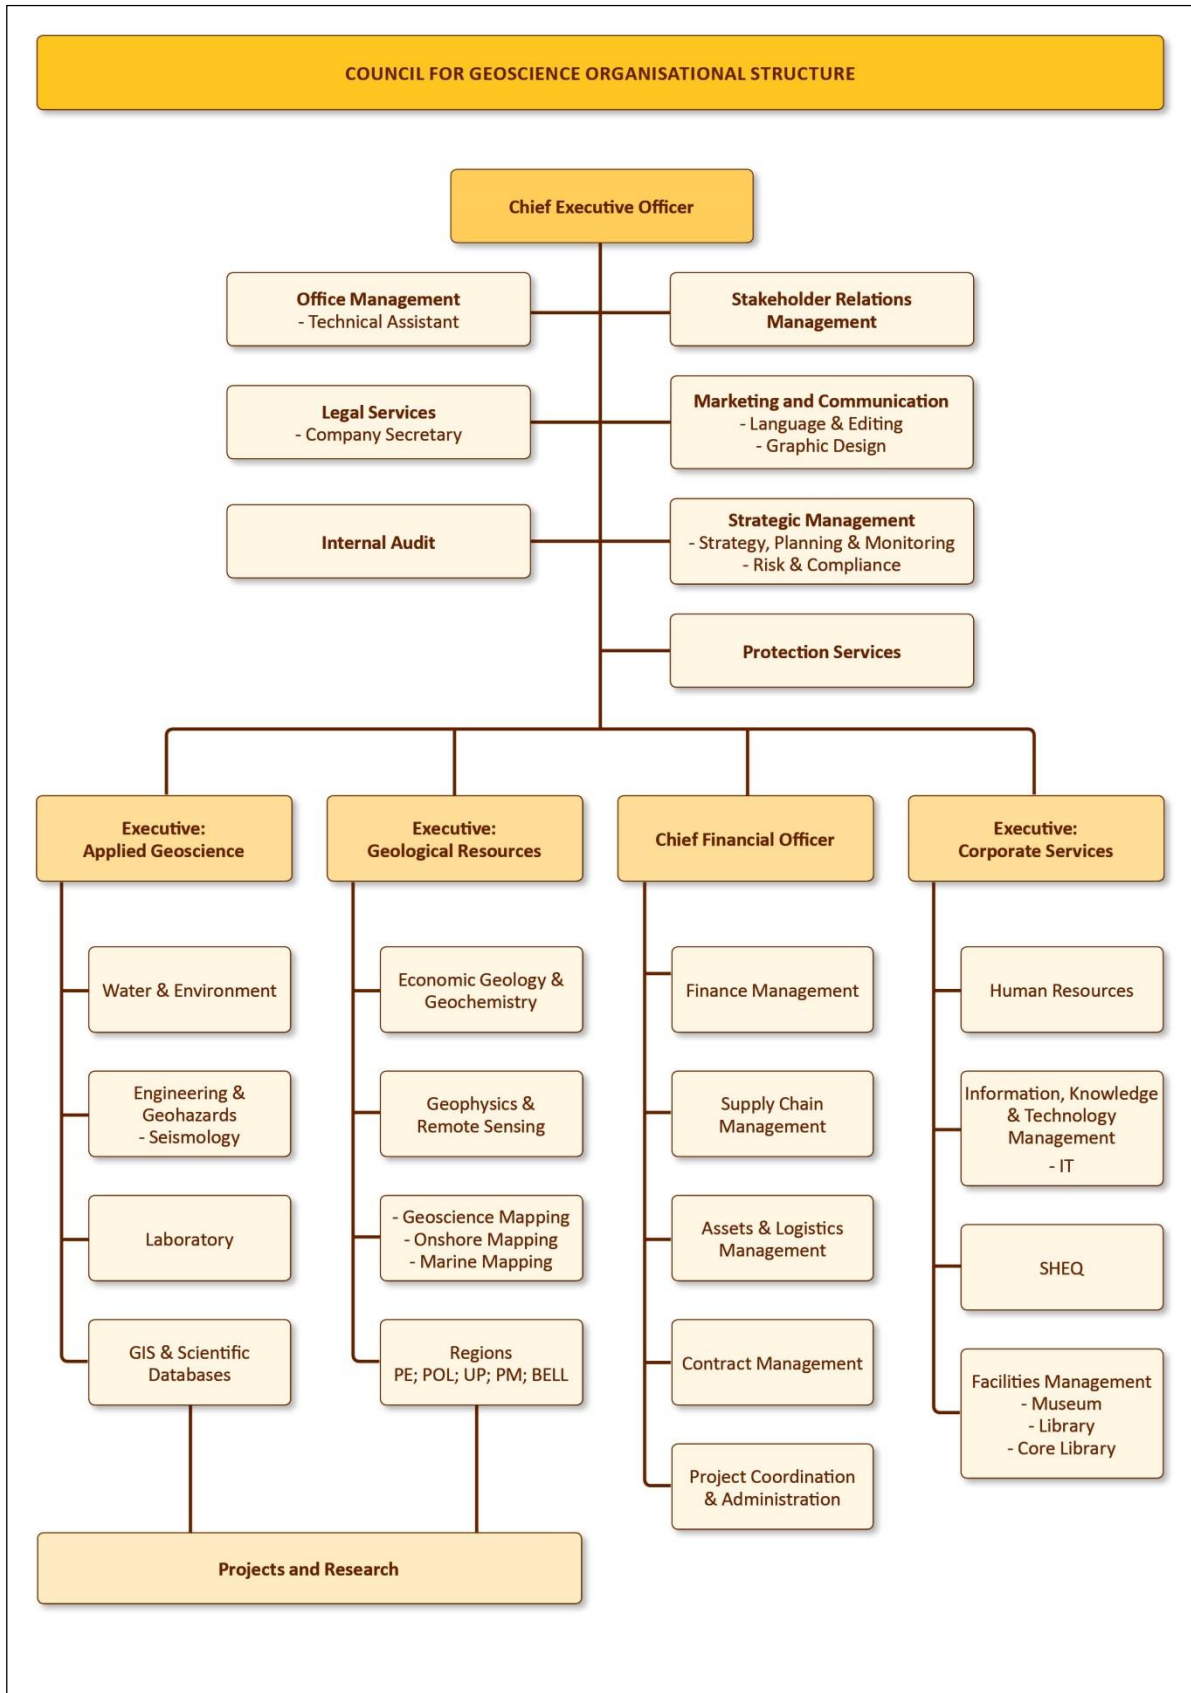 COUNCIL FOR GEOSCIENCE ORGANISATIONAL STRUCTURE
Chief Executive Officer
Office Management
- Technical Assistant
Stakeholder Relations
Management
Legal Services
- Company Secretary
Marketing and Communication
- Language & Editing
- Graphic Design
Internal Audit
Strategic Management
- Strategy, Planning & Monitoring
- Risk & Compliance
Protection Services
Executive:
Applied Geoscience
Executive:
Geological Resources
Chief Financial Officer
Executive:
Corporate Services
Water & Environment
Engineering &
Geohazards
- Seismology
Laboratory
GIS & Scientific
Databases
Economic Geology &
Geochemistry
Geophysics &
Remote Sensing
- Geoscience Mapping
- Onshore Mapping
- Marine Mapping
Regions
PE; POL; UP; PM; BELL
Finance Management
Supply Chain
Management
Assets & Logistics
Management
Contract Management
Project Coordination
& Administration
Human Resources
Information, Knowledge
& Technology
Management
- IT
SHEQ
Facilities Management
- Museum
- Library
- Core Library
Projects and Research